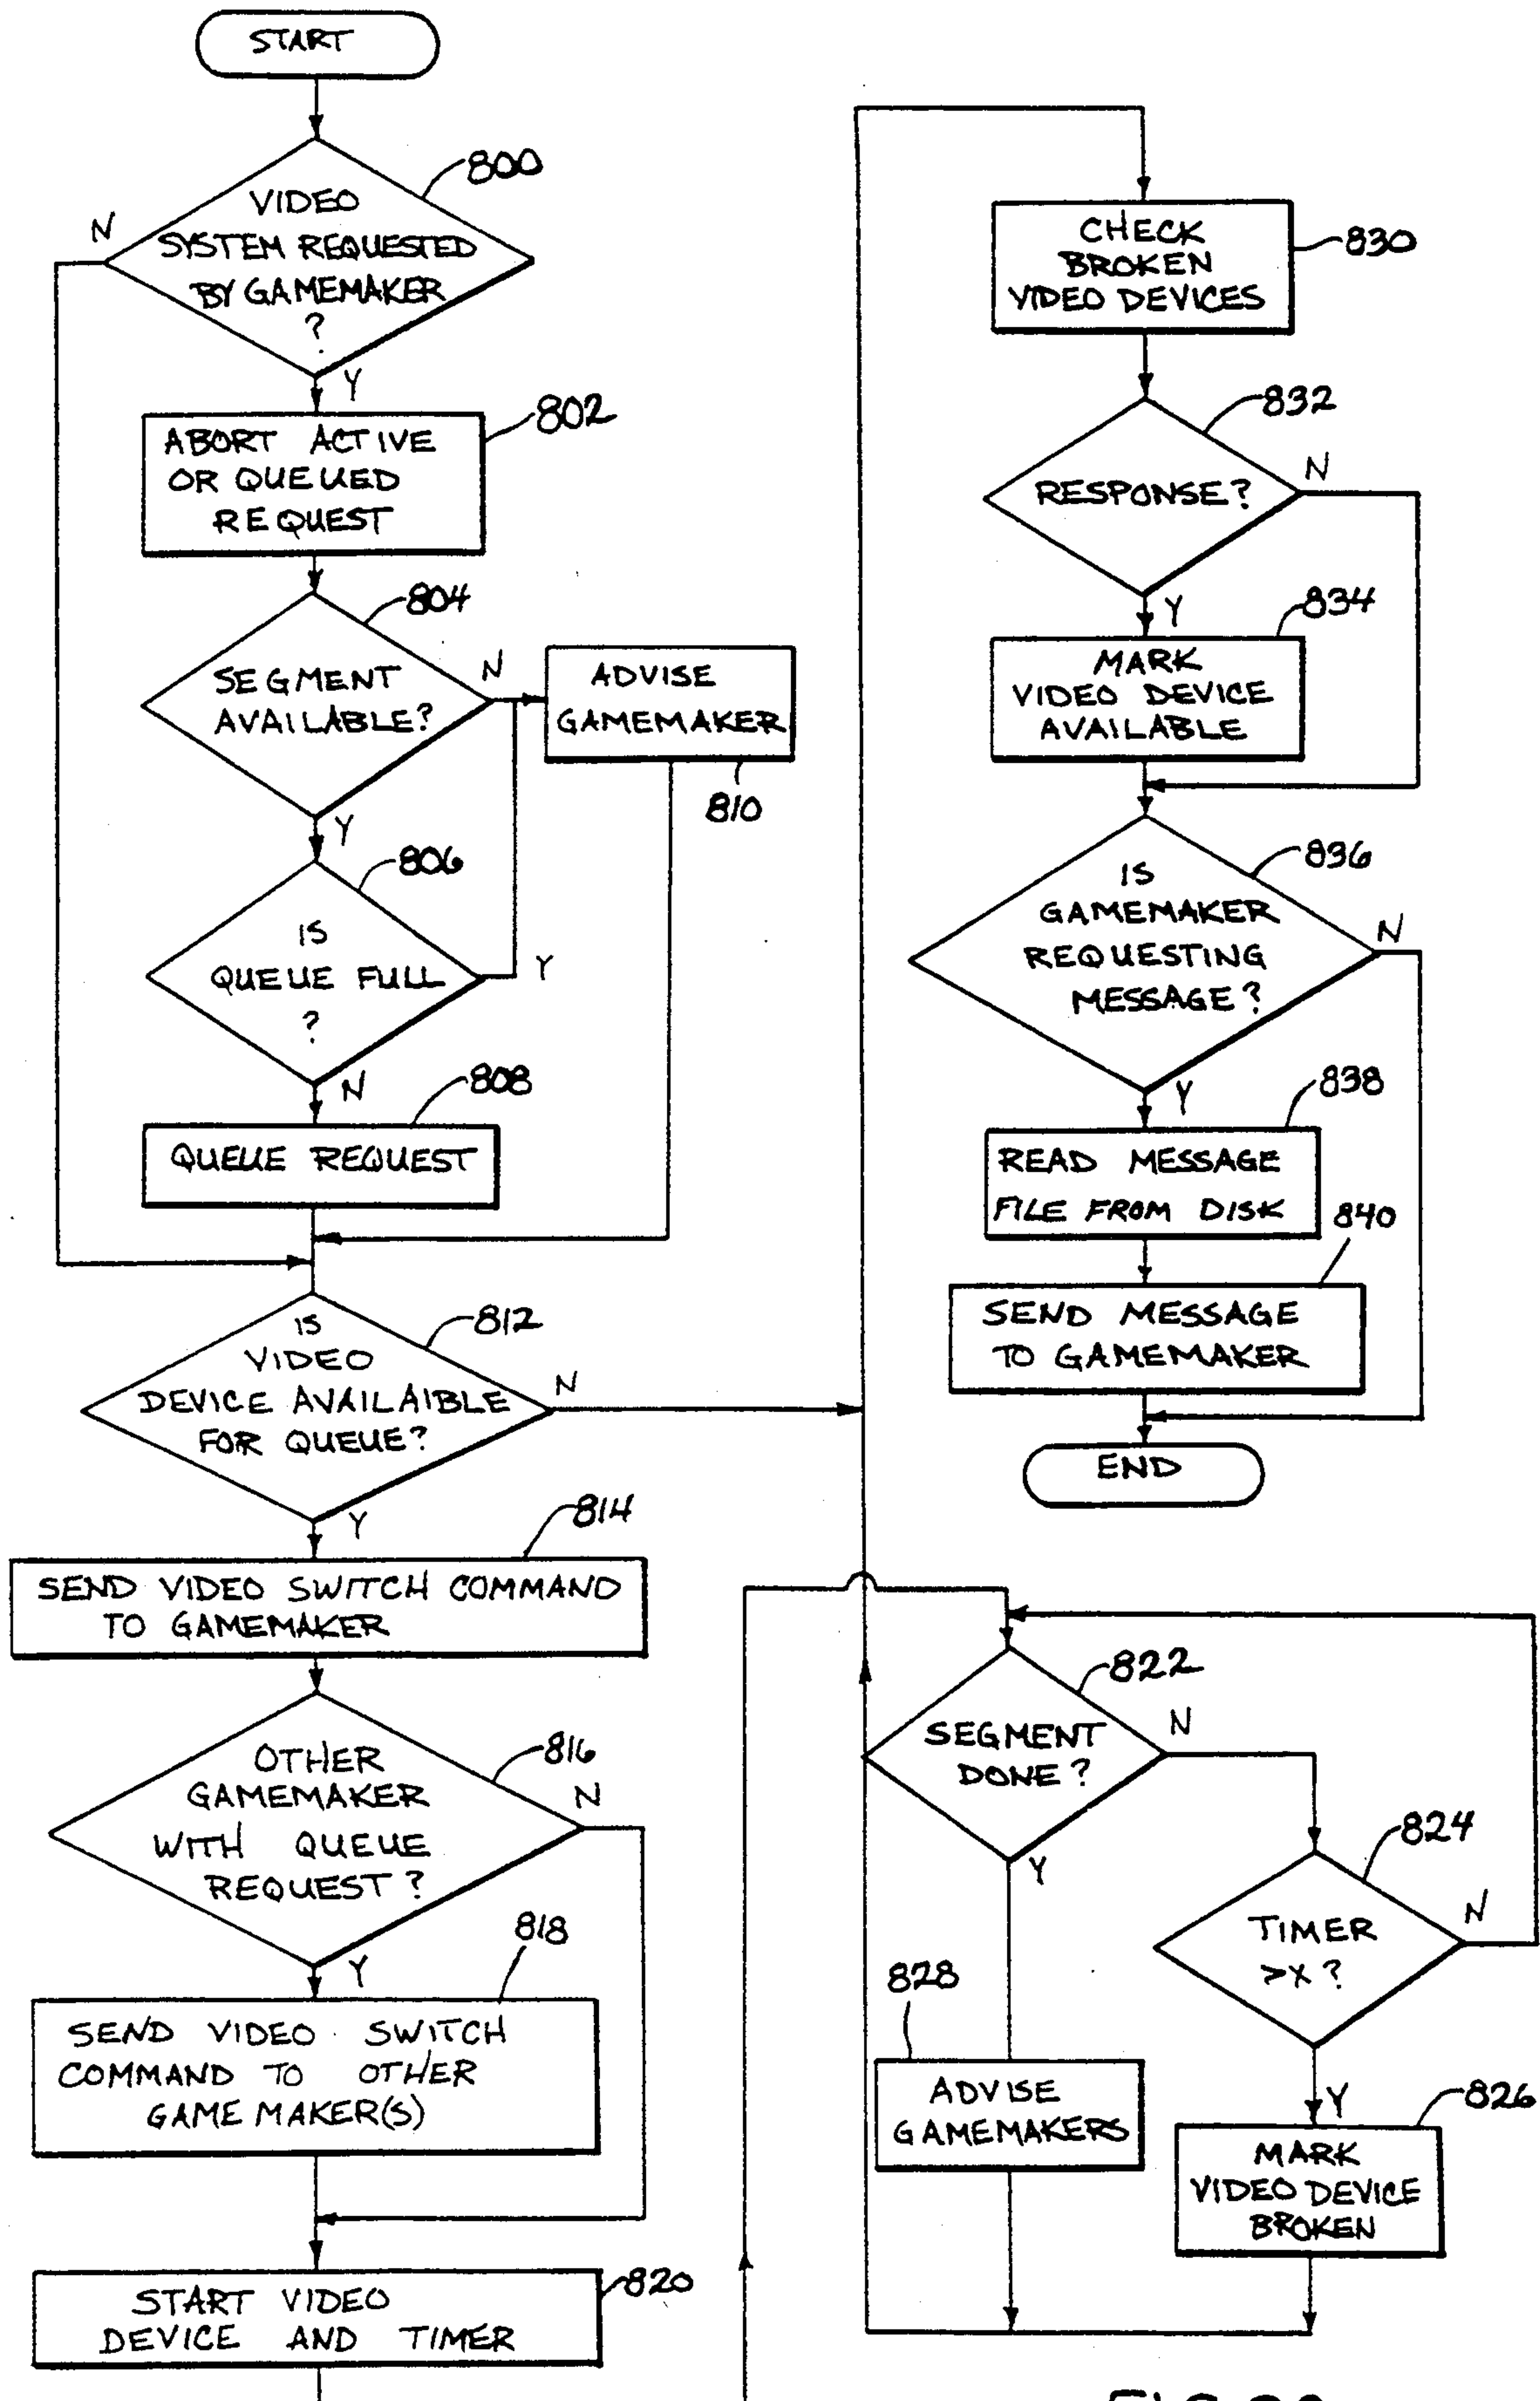 START
800
N
VIDEO
SYSTEM REQUESTED
BY GAMEMAKER
?
Y
802
ABORT ACTIVE
OR QUEUED
REQUEST
804
SEGMENT
AVAILABLE?
N
ADVISE
GAMEMAKER
810
Y
806
IS
QUEUE FULL
?
Y
N
808
QUEUE REQUEST
812
IS
VIDEO
DEVICE AVAILAIBLE
FOR QUEUE?
N
Y
814
SEND VIDEO SWITCH COMMAND
TO GAMEMAKER
816
OTHER
GAMEMAKER
WITH QUEUE
REQUEST?
N
Y
818
SEND VIDEO SWITCH
COMMAND TO OTHER
GAME MAKER(S)
820
START VIDEO
DEVICE AND TIMER
CHECK
BROKEN
VIDEO DEVICES
830
832
RESPONSE?
N
Y
834
MARK
VIDEO DEVICE
AVAILABLE
836
IS
GAMEMAKER
REQUESTING
MESSAGE?
N
Y
838
READ MESSAGE
FILE FROM DISK
840
SEND MESSAGE
TO GAMEMAKER
END
822
SEGMENT
DONE?
N
Y
824
TIMER
>X?
N
Y
828
ADVISE
GAMEMAKERS
826
MARK
VIDEO DEVICE
BROKEN